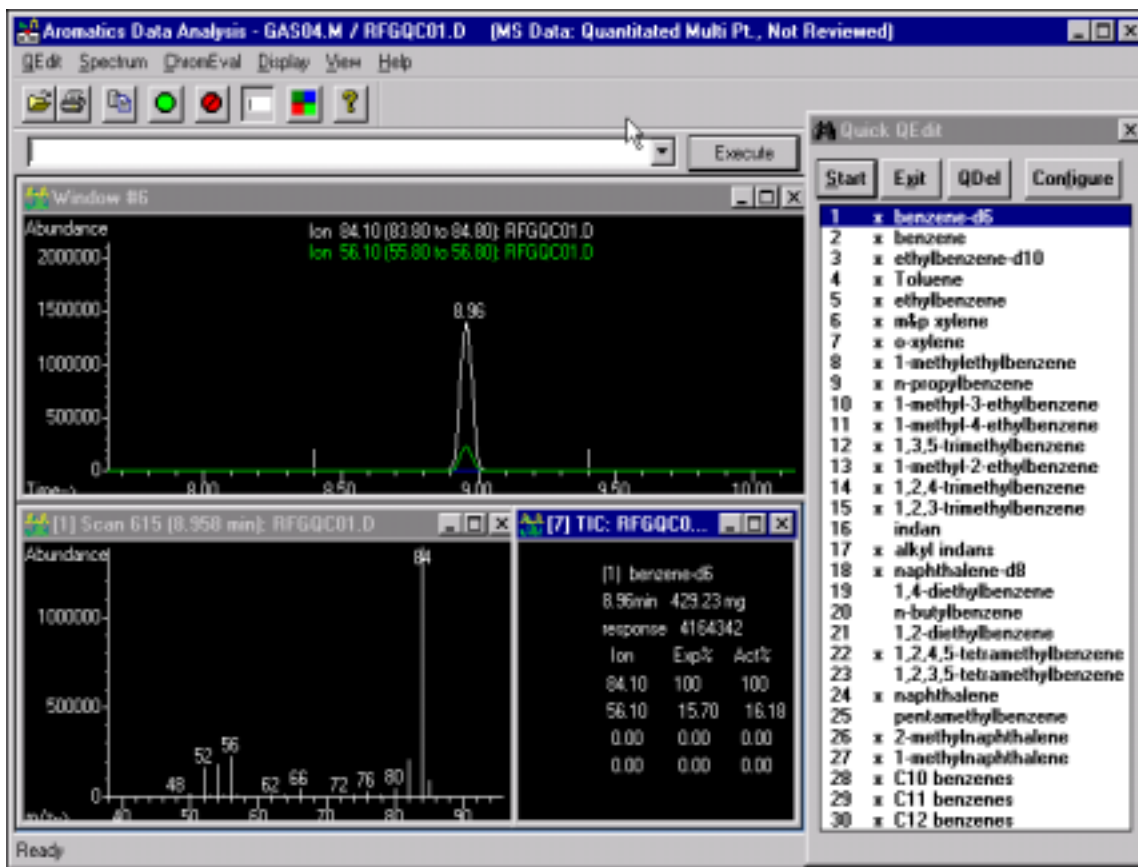 Aromatics Data Analysis - GAS04.M / RFGQC01.D (MS Data: Quantitated Multi Pt., Not Reviewed)
QEdit Spectrum ChromEval Display View Help
Execute
Window #6
Abundance
Ion 84.10 (83.80 to 84.80): RFGQC01.D
Ion 56.10 (55.80 to 56.80): RFGQC01.D
2000000
1500000
1000000
500000
0
8.96
Time-->
8.00 8.50 9.00 9.50 10.00
[1] Scan 615 (8.958 min): RFGQC01.D
Abundance
1000000
500000
0
84
48 52 56 62 66 72 76 80
m/z-->
40 50 60 70 80 90
[7] TIC: RFGQC0...
[1] benzene-d6
8.96min 429.23 mg
response 4164342
Ion Exp% Act%
84.10 100 100
56.10 15.70 16.18
0.00 0.00 0.00
0.00 0.00 0.00
Quick QEdit
Start Exit QDel Configure
1 x benzene-d6
2 x benzene
3 x ethylbenzene-d10
4 x Toluene
5 x ethylbenzene
6 x m&p xylene
7 x o-xylene
8 x 1-methylethylbenzene
9 x n-propylbenzene
10 x 1-methyl-3-ethylbenzene
11 x 1-methyl-4-ethylbenzene
12 x 1,3,5-trimethylbenzene
13 x 1-methyl-2-ethylbenzene
14 x 1,2,4-trimethylbenzene
15 x 1,2,3-trimethylbenzene
16 indan
17 x alkyl indans
18 x naphthalene-d8
19 1,4-diethylbenzene
20 n-butylbenzene
21 1,2-diethylbenzene
22 x 1,2,4,5-tetramethylbenzene
23 1,2,3,5-tetramethylbenzene
24 x naphthalene
25 pentamethylbenzene
26 x 2-methylnaphthalene
27 x 1-methylnaphthalene
28 x C10 benzenes
29 x C11 benzenes
30 x C12 benzenes
Ready